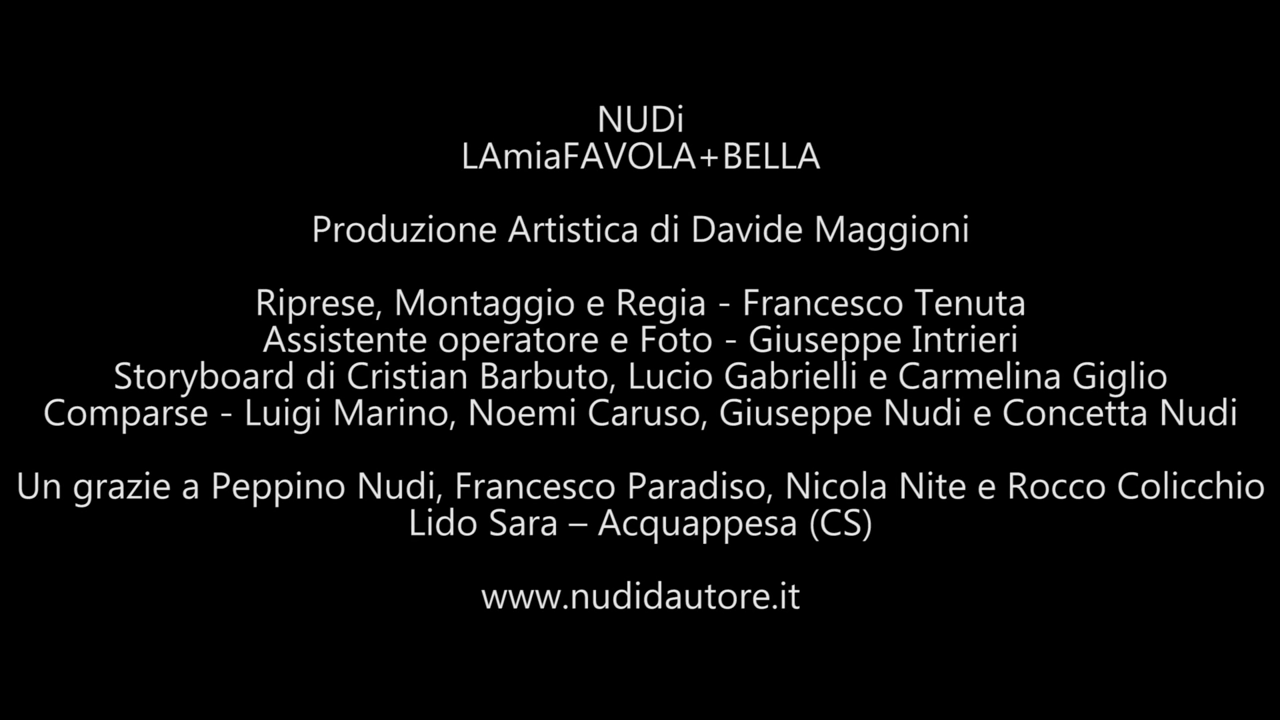 NUDi
LAmiaFAVOLA+BELLA
Produzione Artistica di Davide Maggioni
Riprese, Montaggio e Regia - Francesco Tenuta
Assistente operatore e Foto - Giuseppe Intrieri
Storyboard di Cristian Barbuto, Lucio Gabrielli e Carmelina Giglio
Comparse - Luigi Marino, Noemi Caruso, Giuseppe Nudi e Concetta Nudi
Un grazie a Peppino Nudi, Francesco Paradiso, Nicola Nite e Rocco Colicchio
Lido Sara – Acquappesa (CS)
www.nudidautore.it